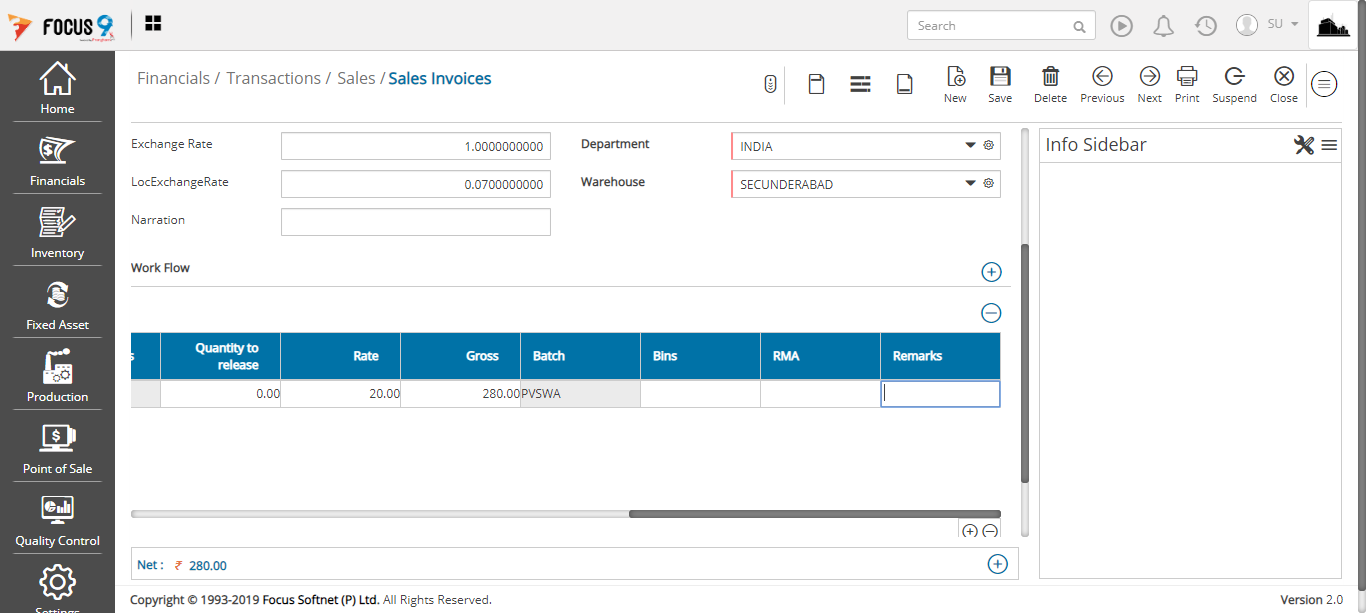 FOCUS 9
Search
SU
Home
Financials
Inventory
Fixed Asset
Production
Point of Sale
Quality Control
Settings
Financials / Transactions / Sales / Sales Invoices
New
Save
Delete
Previous
Next
Print
Suspend
Close
Exchange Rate
1.0000000000
Department
INDIA
LocExchangeRate
0.0700000000
Warehouse
SECUNDERABAD
Narration
Work Flow
s
Quantity to
release
Rate
Gross
Batch
Bins
RMA
Remarks
0.00
20.00
280.00
PVSWA
Net : ₹ 280.00
Info Sidebar
Copyright © 1993-2019 Focus Softnet (P) Ltd. All Rights Reserved.
Version 2.0